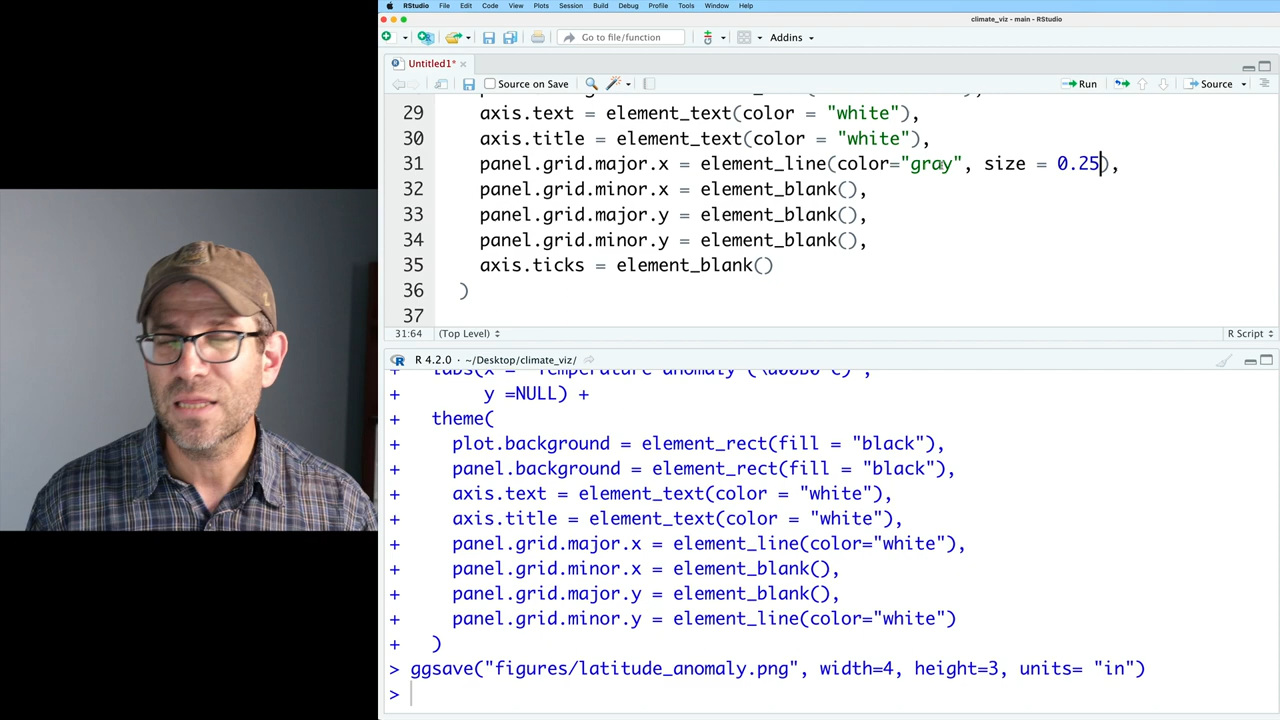 RStudio File Edit Code View Plots Session Build Debug Profile Tools Window Help
climate_viz - main - RStudio
Go to file/function Addins
Untitled1*
Source on Save Run Source
29 axis.text = element_text(color = "white"),
30 axis.title = element_text(color = "white"),
31 panel.grid.major.x = element_line(color="gray", size = 0.25),
32 panel.grid.minor.x = element_blank(),
33 panel.grid.major.y = element_blank(),
34 panel.grid.minor.y = element_blank(),
35 axis.ticks = element_blank()
36 )
37
31:64 (Top Level) R Script
R 4.2.0 · ~/Desktop/climate_viz/
+ labs(x = "Temperature anomaly (\u00B0 C)",
+ y =NULL) +
+ theme(
+ plot.background = element_rect(fill = "black"),
+ panel.background = element_rect(fill = "black"),
+ axis.text = element_text(color = "white"),
+ axis.title = element_text(color = "white"),
+ panel.grid.major.x = element_line(color="white"),
+ panel.grid.minor.x = element_blank(),
+ panel.grid.major.y = element_blank(),
+ panel.grid.minor.y = element_line(color="white")
+ )
> ggsave("figures/latitude_anomaly.png", width=4, height=3, units= "in")
>